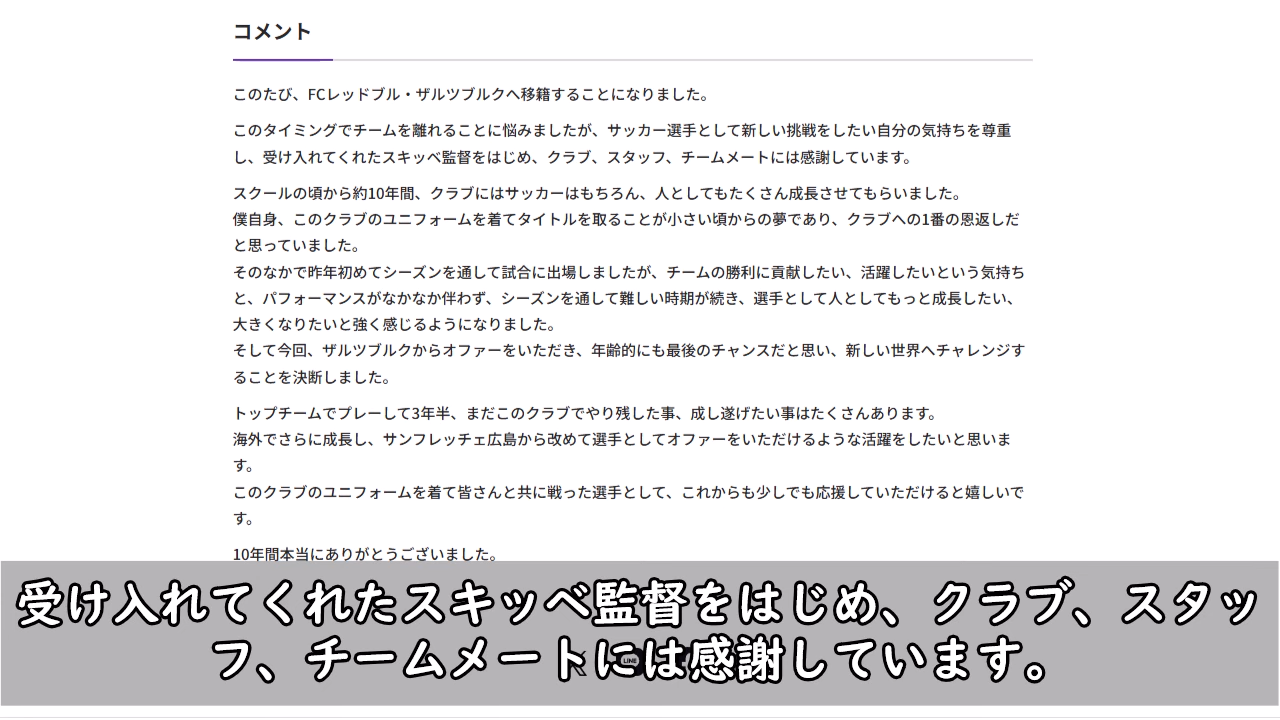 コメント
このたび、FCレッドブル・ザルツブルクへ移籍することになりました。
このタイミングでチームを離れることに悩みましたが、サッカー選手として新しい挑戦をしたい自分の気持ちを尊重
し、受け入れてくれたスキッベ監督をはじめ、クラブ、スタッフ、チームメートには感謝しています。
スクールの頃から約10年間、クラブにはサッカーはもちろん、人としてもたくさん成長させてもらいました。
僕自身、このクラブのユニフォームを着てタイトルを取ることが小さい頃からの夢であり、クラブへの1番の恩返しだ
と思っていました。
そのなかで昨年初めてシーズンを通して試合に出場しましたが、チームの勝利に貢献したい、活躍したいという気持ち
と、パフォーマンスがなかなか伴わず、シーズンを通して難しい時期が続き、選手として人としてもっと成長したい、
大きくなりたいと強く感じるようになりました。
そして今回、ザルツブルクからオファーをいただき、年齢的にも最後のチャンスだと思い、新しい世界へチャレンジす
ることを決断しました。
トップチームでプレーして3年半、まだこのクラブでやり残した事、成し遂げたい事はたくさんあります。
海外でさらに成長し、サンフレッチェ広島から改めて選手としてオファーをいただけるような活躍をしたいと思いま
す。
このクラブのユニフォームを着て皆さんと共に戦った選手として、これからも少しでも応援していただけると嬉しいで
す。
10年間本当にありがとうございました。
受け入れてくれたスキッベ監督をはじめ、クラブ、スタッ
フ、チームメートには感謝しています。
LINE